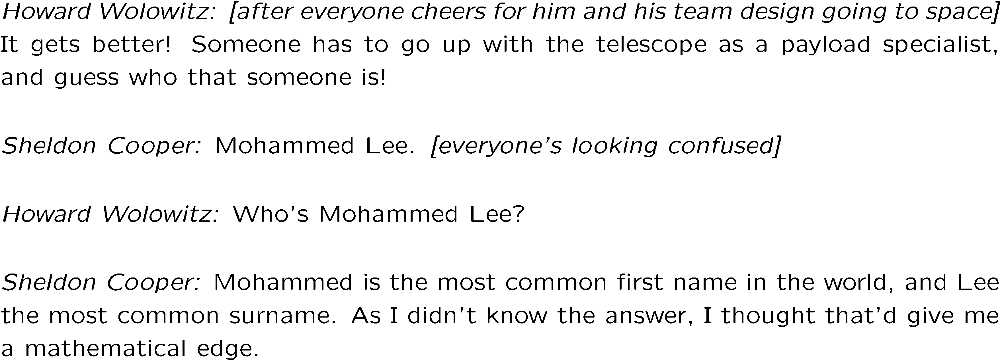 Howard Wolowitz: [after everyone cheers for him and his team design going to space]
It gets better! Someone has to go up with the telescope as a payload specialist,
and guess who that someone is!
Sheldon Cooper: Mohammed Lee. [everyone's looking confused]
Howard Wolowitz: Who's Mohammed Lee?
Sheldon Cooper: Mohammed is the most common first name in the world, and Lee
the most common surname. As I didn't know the answer, I thought that'd give me
a mathematical edge.